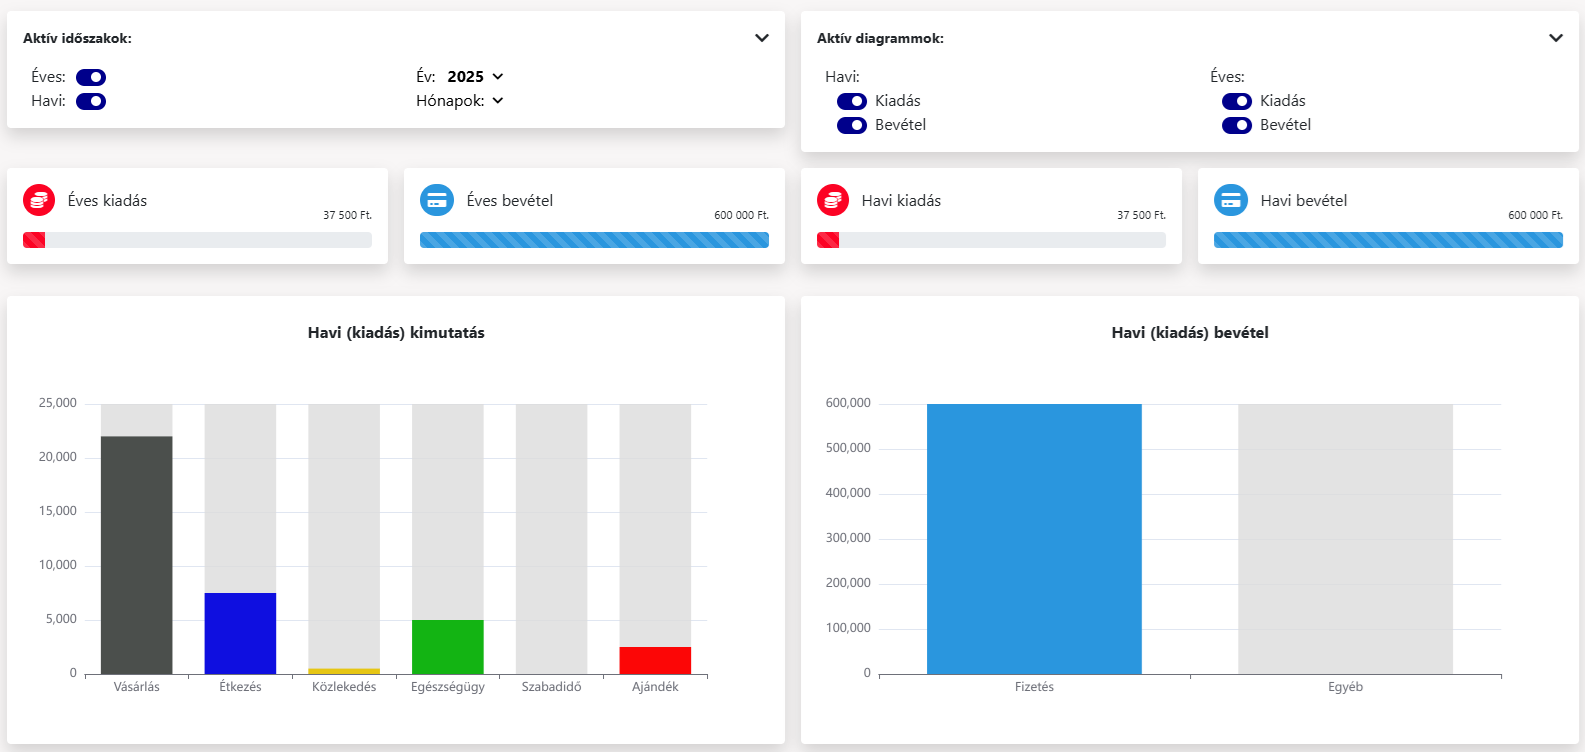 Aktív időszakok:
Éves:
Havi:
Év: 2025
Hónapok:
Aktív diagrammok:
Havi:
Kiadás
Bevétel
Éves:
Kiadás
Bevétel
Éves kiadás
37 500 Ft.
Éves bevétel
600 000 Ft.
Havi kiadás
37 500 Ft.
Havi bevétel
600 000 Ft.
Havi (kiadás) kimutatás
25,000
20,000
15,000
10,000
5,000
0
Vásárlás Étkezés Közlekedés Egészségügy Szabadidő Ajándék
Havi (kiadás) bevétel
600,000
500,000
400,000
300,000
200,000
100,000
0
Fizetés Egyéb